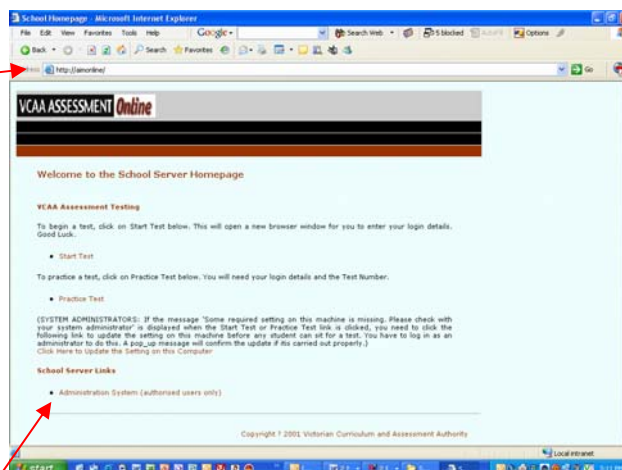 School Homepage - Microsoft Internet Explorer
File Edit View Favorites Tools Help Google Search Web 5 blocked Options
Back Search Favorites
http://aimonline/ Go
VCAA ASSESSMENT Online
Welcome to the School Server Homepage
VCAA Assessment Testing
To begin a test, click on Start Test below. This will open a new browser window for you to enter your login details.
Good Luck.
Start Test
To practice a test, click on Practice Test below. You will need your login details and the Test Number.
Practice Test
(SYSTEM ADMINISTRATORS: If the message 'Some required setting on this machine is missing. Please check with
your system administrator' is displayed when the Start Test or Practice Test link is clicked, you need to click the
following link to update the setting on this machine before any student can sit for a test. You have to log in as an
administrator to do this. A pop_up message will confirm the update if itis carried out properly.)
Click Here to Update the Setting on this Computer
School Server Links
Administration System (authorised users only)
Copyright ? 2001 Victorian Curriculum and Assessment Authority
Local intranet
start